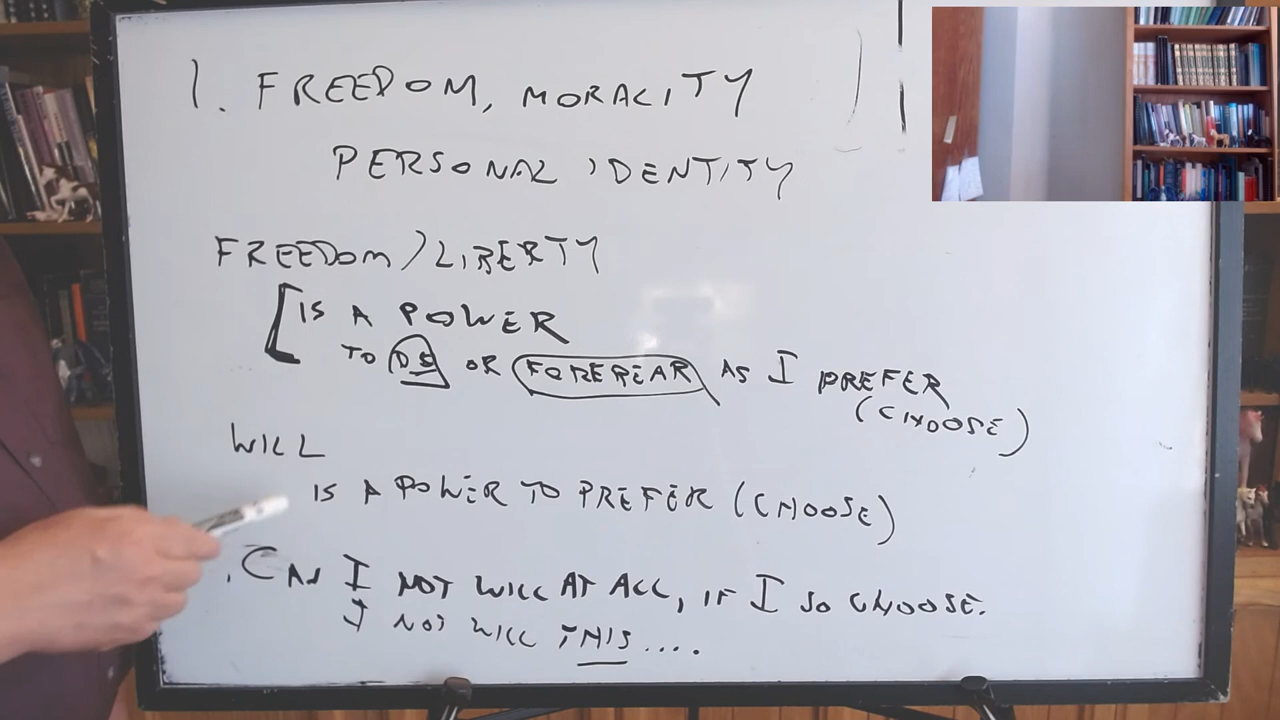 1. FREEDOM, MORALITY
PERSONAL IDENTITY
FREEDOM/LIBERTY
IS A POWER
TO DO OR FOREBEAR AS I PREFER
(CHOOSE)
WILL
IS A POWER TO PREFER (CHOOSE)
. CAN I NOT WILL AT ALL, IF I SO CHOOSE.
I NOT WILL THIS....